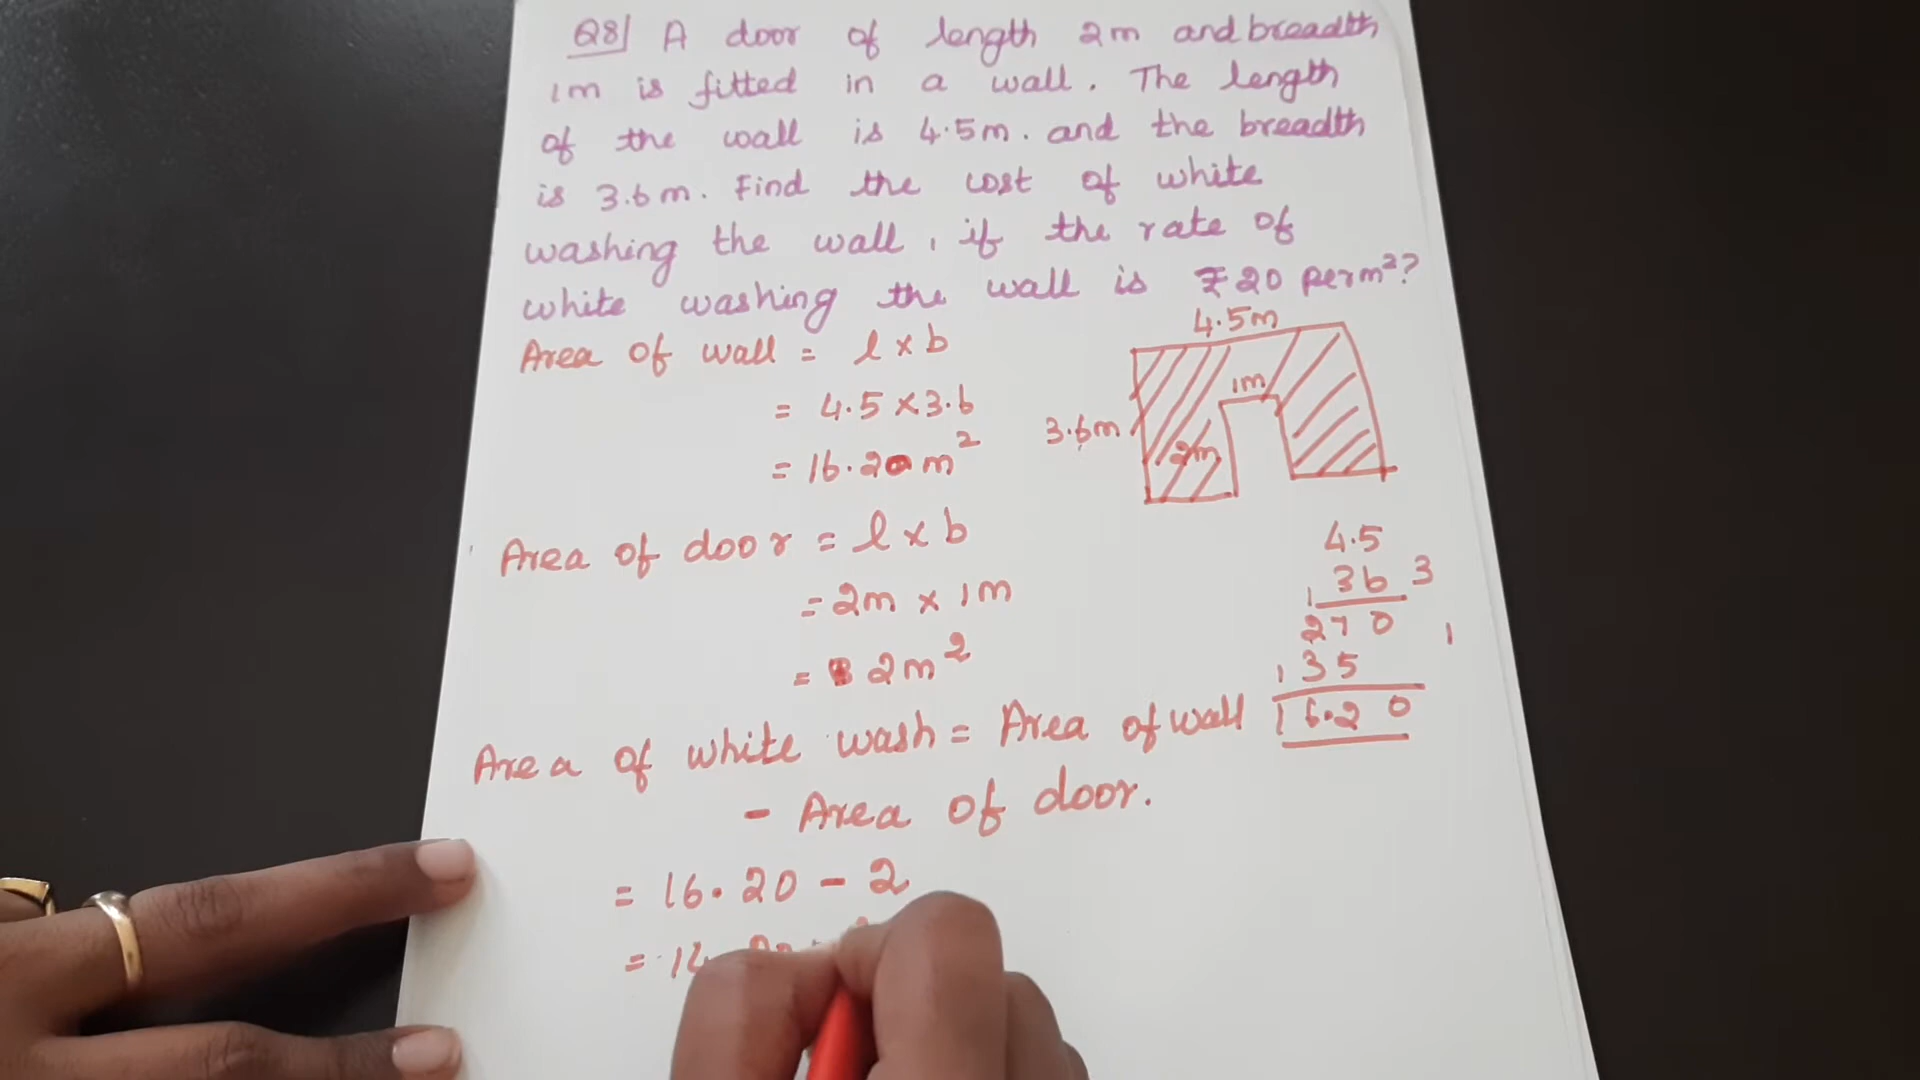 Q8/ A door of length 2m and breadth
1m is fitted in a wall. The length
of the wall is 4.5m. and the breadth
is 3.6m. Find the cost of white
washing the wall, if the rate of
white washing the wall is ₹20 per m²?
Area of wall = l × b
= 4.5 × 3.6
= 16.20 m²
4.5m
1m
3.6m
2m
Area of door = l × b
= 2m × 1m
= 2m²
4.5
36 3
1
270
1
135
16.20
Area of white wash = Area of wall
- Area of door.
= 16.20 - 2
=